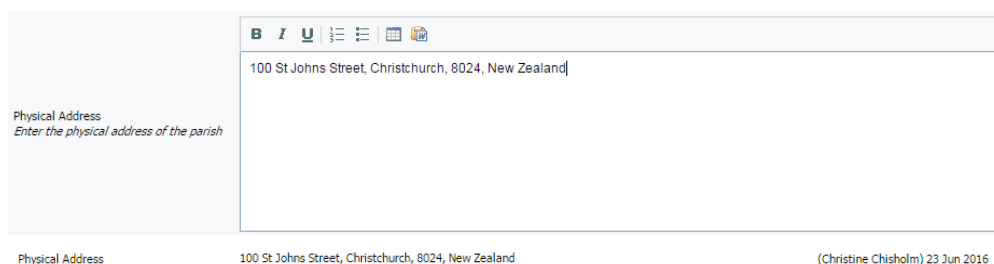 B I U
100 St Johns Street, Christchurch, 8024, New Zealand
Physical Address
Enter the physical address of the parish
Physical Address 100 St Johns Street, Christchurch, 8024, New Zealand (Christine Chisholm) 23 Jun 2016